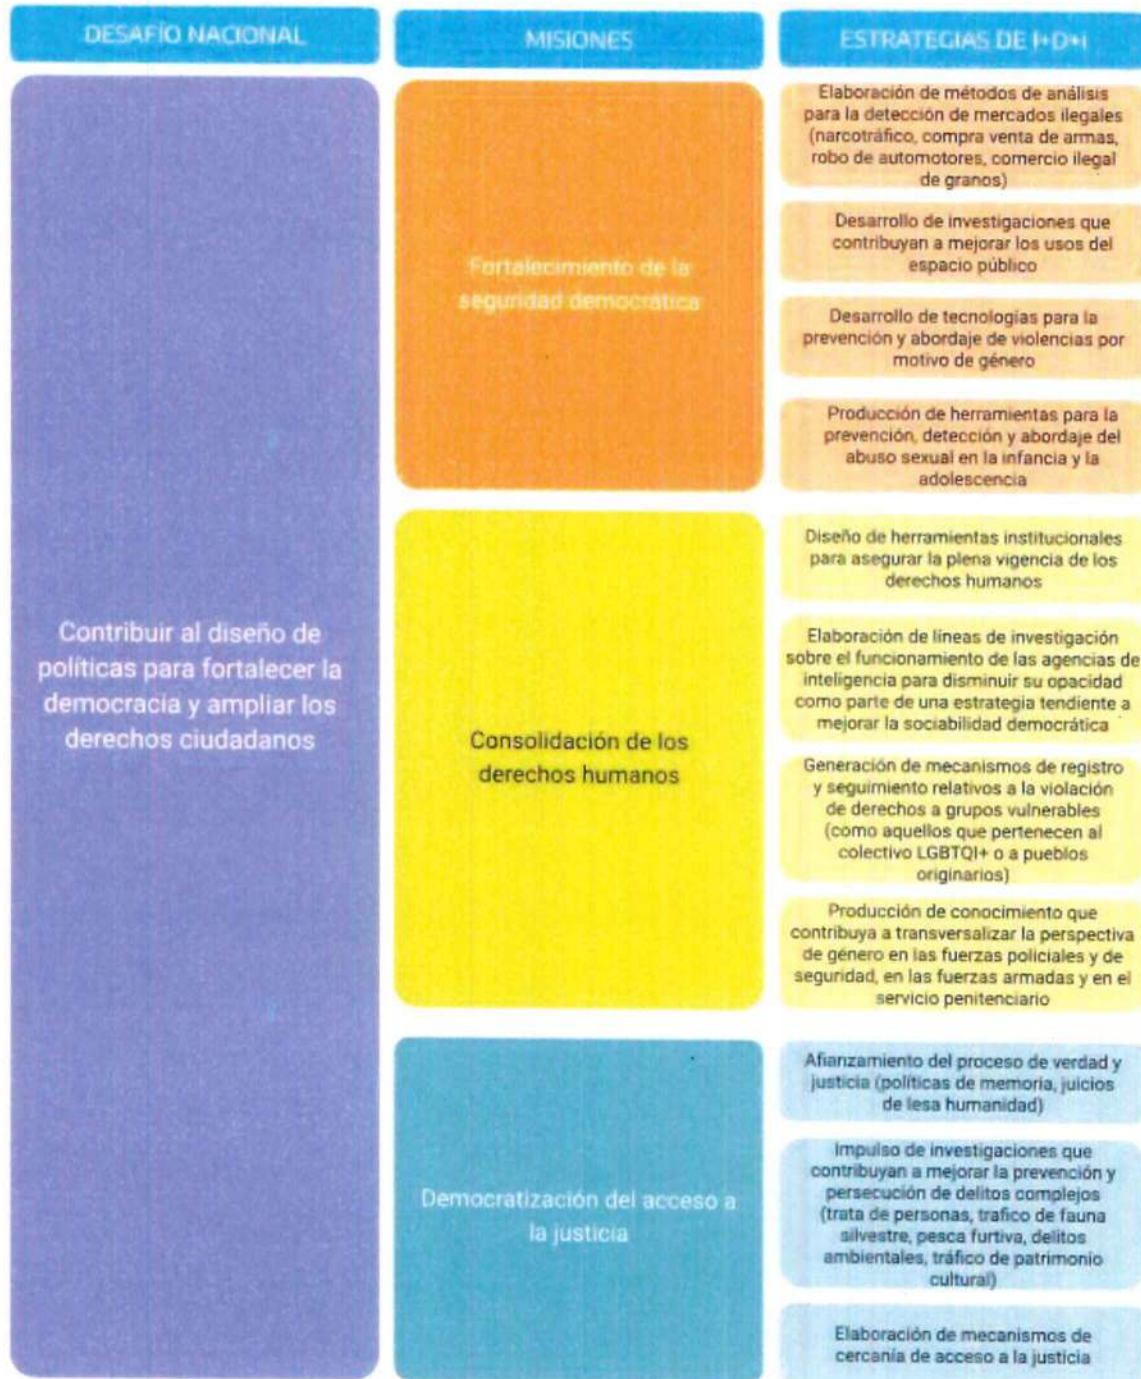 DESAFÍO NACIONAL
MISIONES
ESTRATEGIAS DE I+D+i
Contribuir al diseño de
políticas para fortalecer la
democracia y ampliar los
derechos ciudadanos
Fortalecimiento de la
seguridad democrática
Elaboración de métodos de análisis
para la detección de mercados ilegales
(narcotráfico, compra venta de armas,
robo de automotores, comercio ilegal
de granos)
Desarrollo de investigaciones que
contribuyan a mejorar los usos del
espacio público
Desarrollo de tecnologías para la
prevención y abordaje de violencias por
motivo de género
Producción de herramientas para la
prevención, detección y abordaje del
abuso sexual en la infancia y la
adolescencia
Consolidación de los
derechos humanos
Diseño de herramientas institucionales
para asegurar la plena vigencia de los
derechos humanos
Elaboración de líneas de investigación
sobre el funcionamiento de las agencias de
inteligencia para disminuir su opacidad
como parte de una estrategia tendiente a
mejorar la sociabilidad democrática
Generación de mecanismos de registro
y seguimiento relativos a la violación
de derechos a grupos vulnerables
(como aquellos que pertenecen al
colectivo LGBTQI+ o a pueblos
originarios)
Producción de conocimiento que
contribuya a transversalizar la perspectiva
de género en las fuerzas policiales y de
seguridad, en las fuerzas armadas y en el
servicio penitenciario
Democratización del acceso a
la justicia
Afianzamiento del proceso de verdad y
justicia (políticas de memoria, juicios
de lesa humanidad)
Impulso de investigaciones que
contribuyan a mejorar la prevención y
persecución de delitos complejos
(trata de personas, trafico de fauna
silvestre, pesca furtiva, delitos
ambientales, tráfico de patrimonio
cultural)
Elaboración de mecanismos de
cercanía de acceso a la justicia